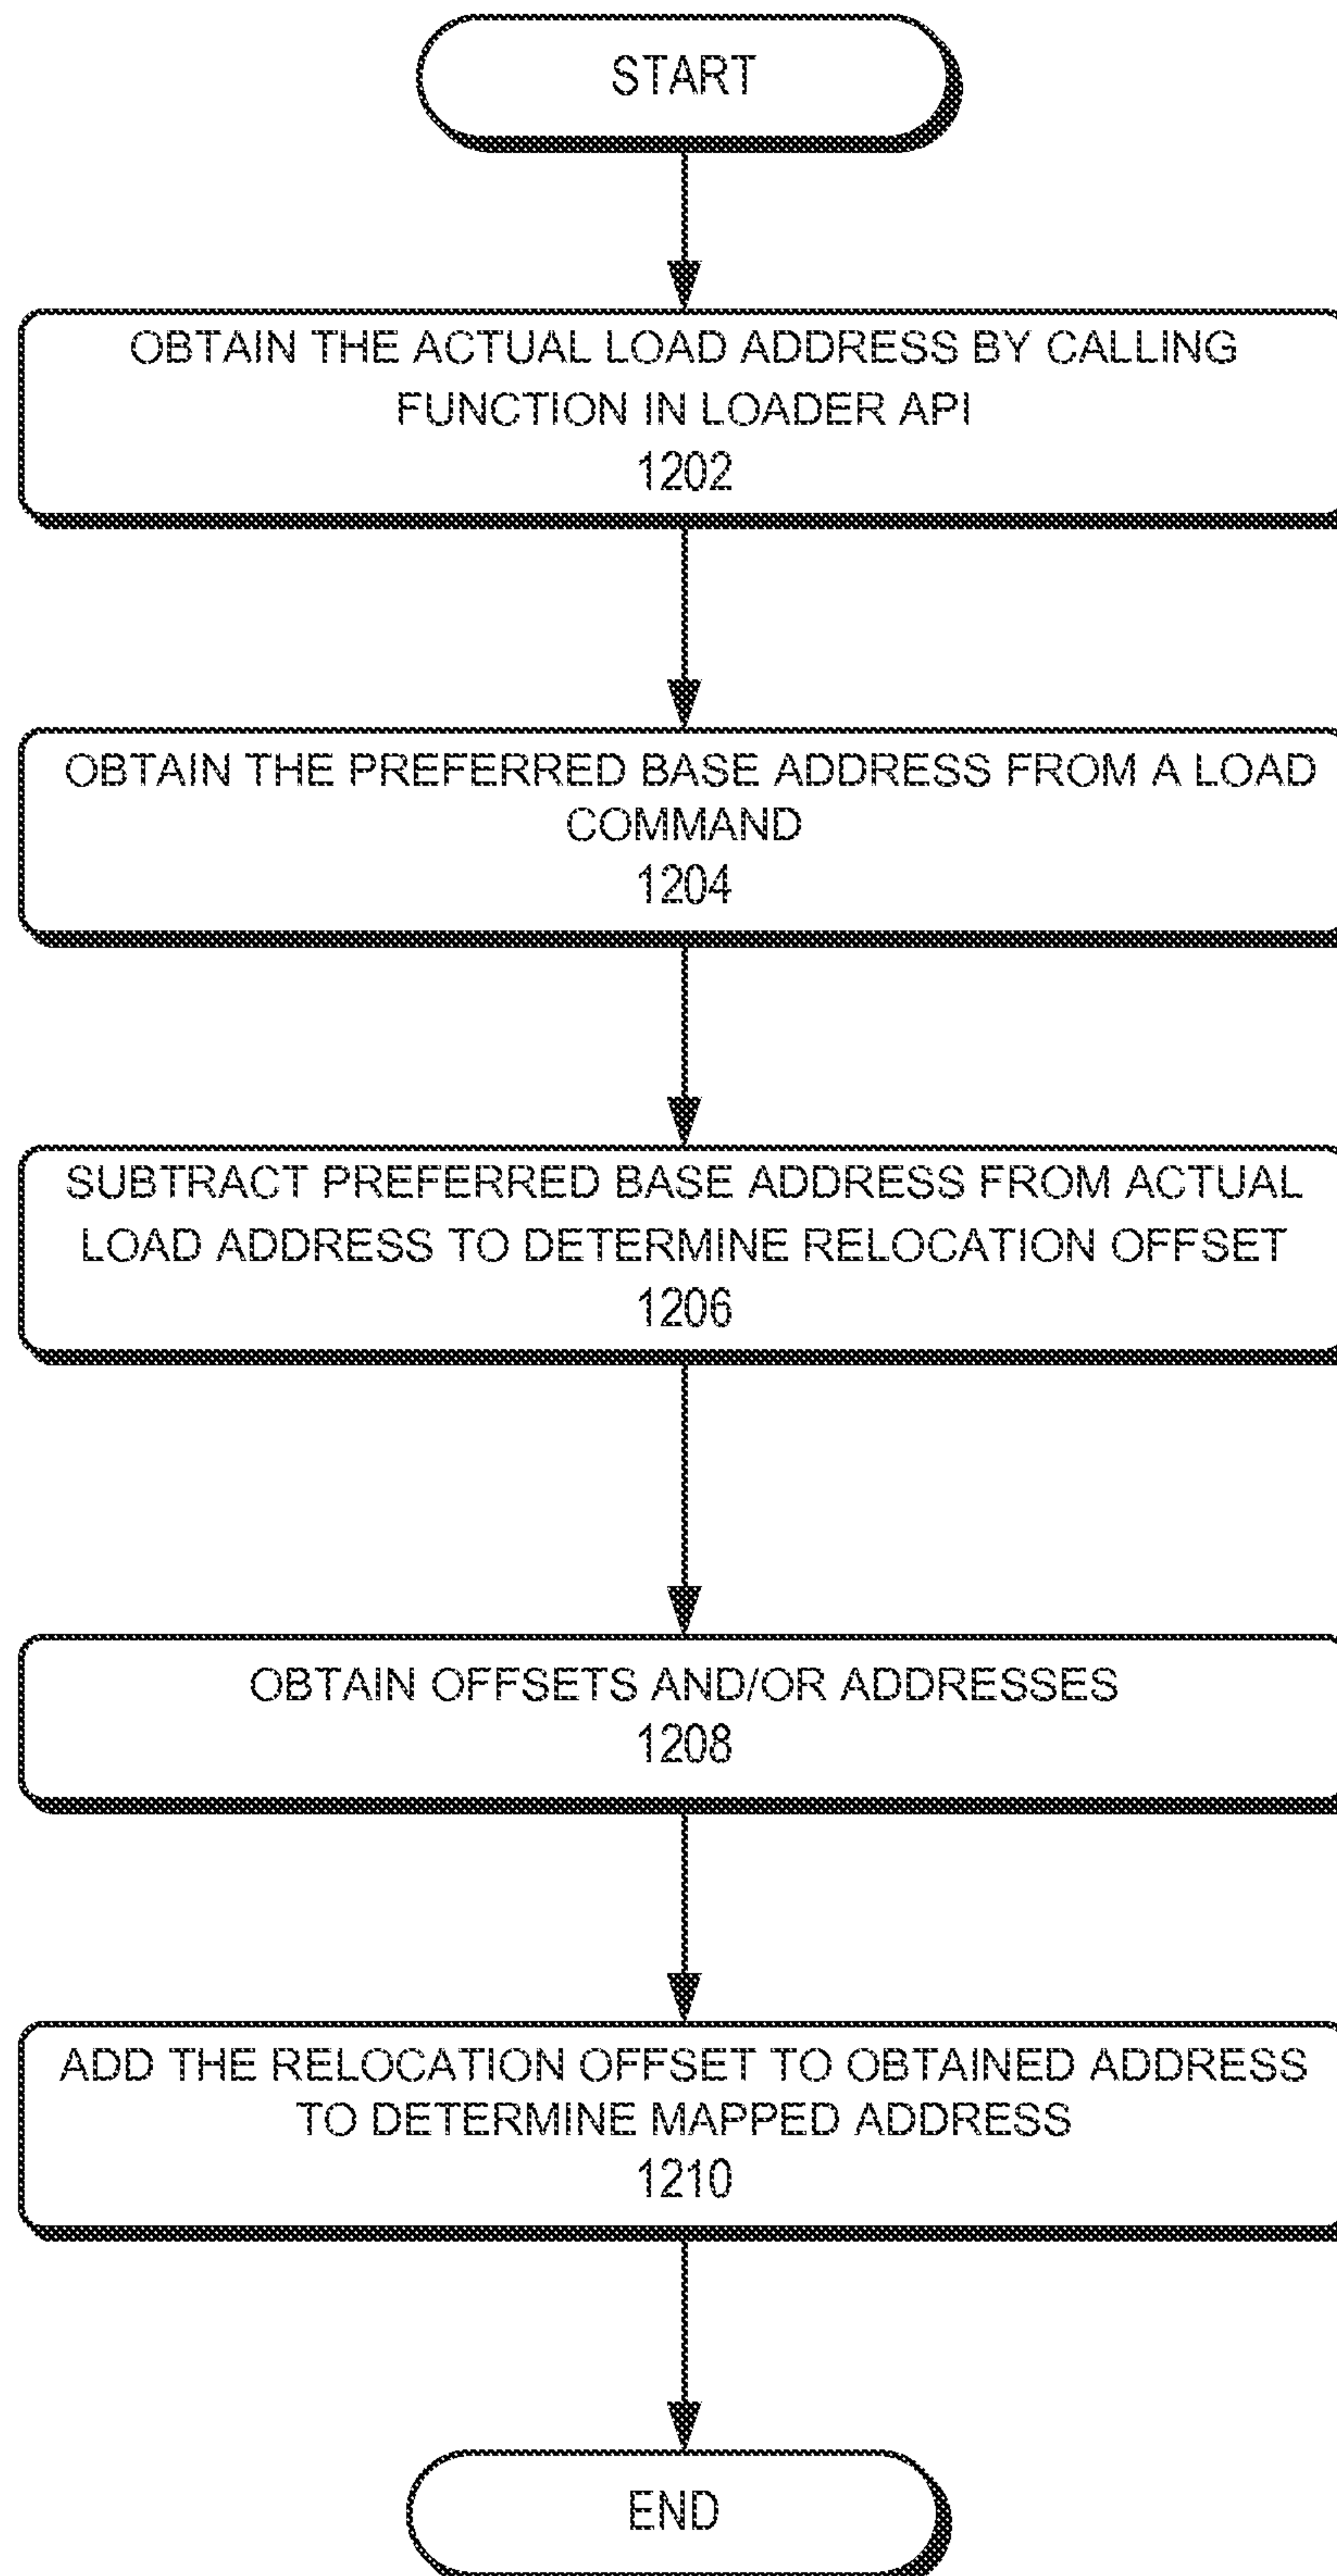 START
OBTAIN THE ACTUAL LOAD ADDRESS BY CALLING
FUNCTION IN LOADER API
1202
OBTAIN THE PREFERRED BASE ADDRESS FROM A LOAD
COMMAND
1204
SUBTRACT PREFERRED BASE ADDRESS FROM ACTUAL
LOAD ADDRESS TO DETERMINE RELOCATION OFFSET
1206
OBTAIN OFFSETS AND/OR ADDRESSES
1208
ADD THE RELOCATION OFFSET TO OBTAINED ADDRESS
TO DETERMINE MAPPED ADDRESS
1210
END